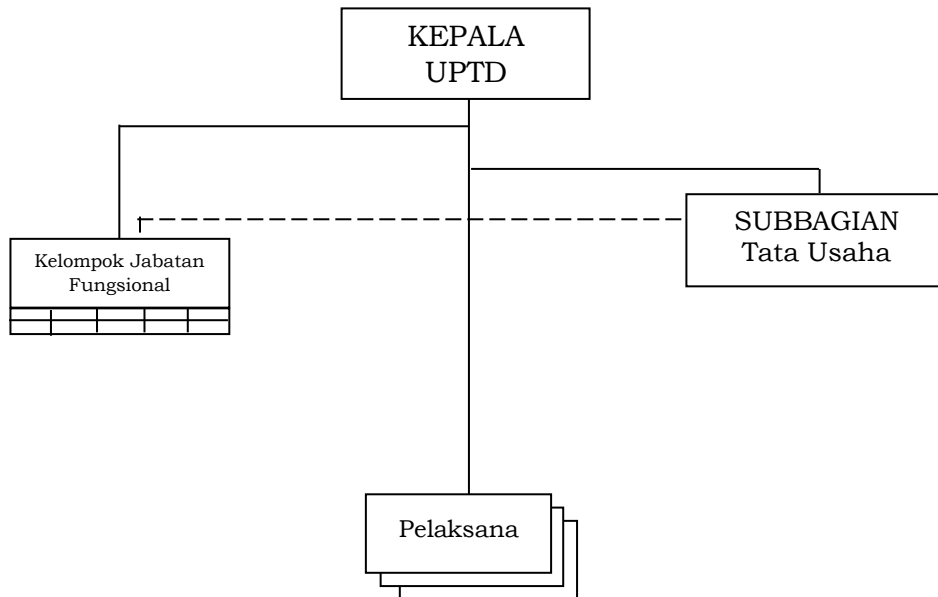 KEPALA
UPTD
SUBBAGIAN
Tata Usaha
Kelompok Jabatan
Fungsional
Pelaksana